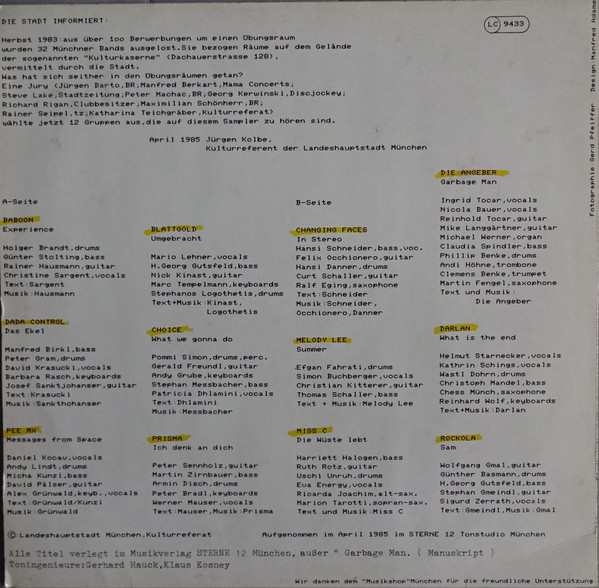 DIE STADT INFORMIERT:
LC 9433
Herbst 1983:aus über 100 Berwerbungen um einen Übungsraum
wurden 32 Münchner Bands ausgelost.Sie bezogen Räume auf dem Gelände
der sogenannten "Kulturkaserne" (Dachauerstrasse 128),
vermittelt durch die Stadt.
Was hat sich seither in den Übungsräumen getan?
Eine Jury (Jürgen Barto,BR;Manfred Berkart,Mama Concerts;
Steve Lake,Stadtzeitung;Peter Machac,BR;Georg Kerwinski,Discjockey;
Richard Rigan,Clubbesitzer;Maximilian Schönherr,BR;
Rainer Seipel,tz;Katharina Teichgräber,Kulturreferat)
wählte jetzt 12 Gruppen aus,die auf diesem Sampler zu hören sind.
April 1985 Jürgen Kolbe,
Kulturreferent der Landeshauptstadt München
Fotographie Gerd Pfeiffer Design Manfred Adams
A-Seite
DABOON
Experience
Holger Brandt,drums
Günter Stolting,bass
Rainer Hausmann,guitar
Christine Sargent,vocals
Text:Sargent
Musik:Hausmann
BLATTGOLD
Umgebracht
Mario Lehner,vocals
H.Georg Gutsfeld,bass
Nick Kinast,guitar
Marc Tempelmann,keyboards
Stephanos Logothetis,drums
Text+Musik:Kinast,
Logothetis
DADA CONTROL
Das Ekel
Manfred Birkl,bass
Peter Gram,drums
David Krasucki,vocals
Barbara Rasch,keyboards
Josef Sanktjohanser,guitar
Text:Krasucki
Musik:Sankthohanser
CHOICE
What we gonna do
Pommi Simon,drums,perc.
Gerald Freundl,guitar
Andy Grube,keyboards
Stephan Messbacher,bass
Patricia Dhlamini,vocals
Text:Dhlamini
Musik:Messbacher
PEE AX
Messages from Space
Daniel Kocav,vocals
Andy Lindt,drums
Micha Kunzi,bass
David Pälser,guitar
Alex Grünwald,keyb.,vocals
Text:Grünwald/Kunzi
Musik:Grünwald
PRISMA
Ich denk an dich
Peter Sennholz,guitar
Martin Zirnbauer,bass
Armin Disch,drums
Peter Bradl,keyboards
Werner Mauser,vocals
Text:Mauser,Musik:Prisma
B-Seite
CHANGING FACES
In Stereo
Hansi Schneider,bass,voc.
Felix Occhionero,guitar
Hansi Danner,drums
Curt Schaller,guitar
Ralf Eging,saxophone
Text:Schneider
Musik:Schneider,
Occhionero,Danner
DIE ANGEBER
Garbage Man
Ingrid Tocar,vocals
Nicola Bauer,vocals
Reinhold Tocar,guitar
Mike Langgärtner,guitar
Michael Werner,organ
Claudia Spindler,bass
Phillip Benke,drums
Andi Höhne,trombone
Clemens Benke,trumpet
Martin Fengel,saxophone
Text und Musik:
Die Angeber
MELODY LEE
Summer
Efgan Fahrati,drums
Simon Buchberger,vocals
Christian Kitterer,guitar
Thomas Schaller,bass
Text + Musik:Melody Lee
DARLAN
What is the end
Helmut Starnecker,vocals
Kathrin Schings,vocals
Wastl Dohrn,drums
Christoph Mandel,bass
Chess Münch,saxophone
Reinhard Wolf,keyboards
Text+Musik:Darlan
MISS C
Die Wüste lebt
Harriett Halogen,bass
Ruth Rotz,guitar
Uschi Unruh,drums
Eva Energy,vocals
Ricarda Joachim,alt-sax.
Marion Tarotti,sopran-sax.
Text und Musik:Miss C
ROCKOLA
Sam
Wolfgang Gmal,guitar
Günter Basmann,drums
H.Georg Gutsfeld,bass
Stephan Gmeindl,guitar
Sigurd Zerrath,vocals
Text:Gmeindl,Musik:Gmal
© Landeshauptstadt München,Kulturreferat
Aufgenommen im April 1985 im STERNE 12 Tonstudio München
Alle Titel verlegt im Musikverlag STERNE 12 München, außer " Garbage Man. ( Manuskript )
Toningenieure:Gerhard Hauck,Klaus Kosney
Wir danken dem "Musikshop"München für die freundliche Unterstützung